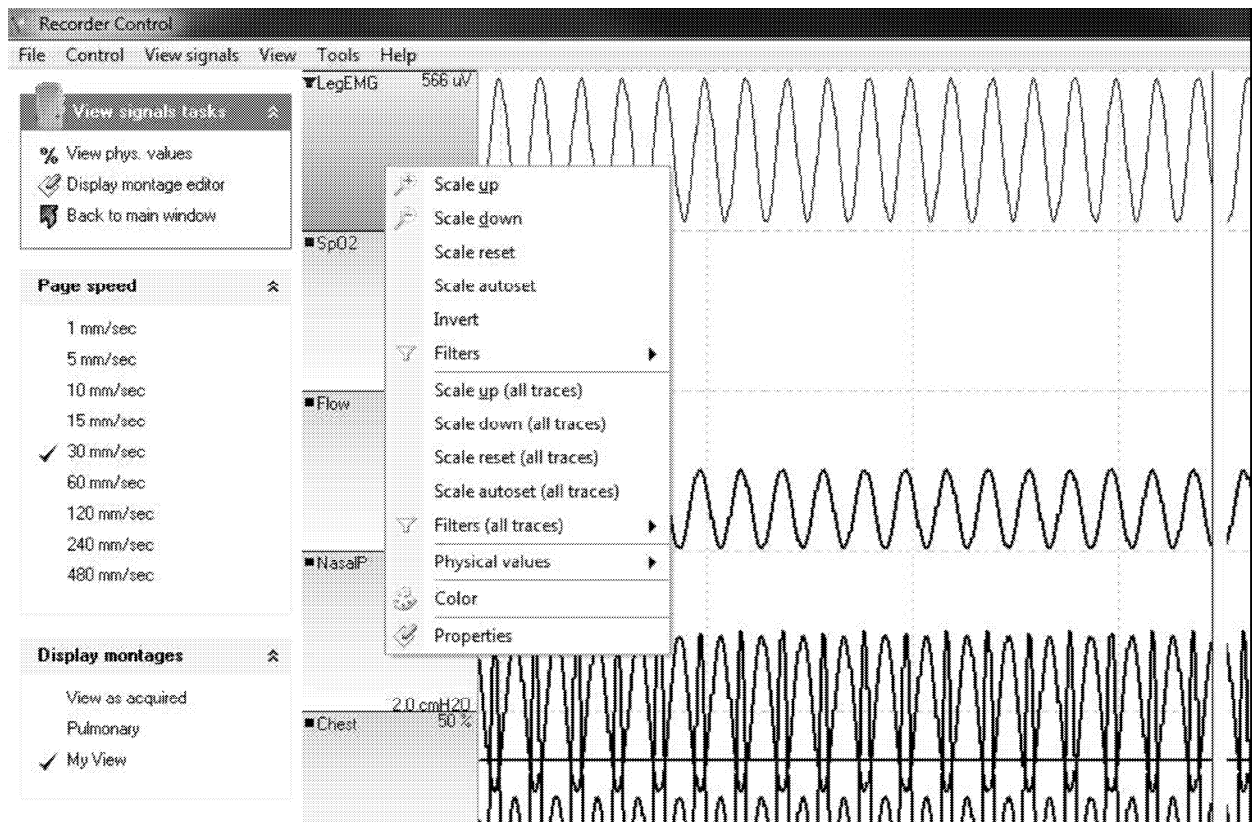 Recorder Control
File Control View signals View Tools Help
View signals tasks
% View phys. values
Display montage editor
Back to main window
Page speed
1 mm/sec
5 mm/sec
10 mm/sec
15 mm/sec
30 mm/sec
60 mm/sec
120 mm/sec
240 mm/sec
480 mm/sec
Display montages
View as acquired
Pulmonary
My View
LegEMG 566 uV
SpO2
Flow
NasalP
2.0 cmH2O
Chest 50 %
Scale up
Scale down
Scale reset
Scale autoset
Invert
Filters
Scale up (all traces)
Scale down (all traces)
Scale reset (all traces)
Scale autoset (all traces)
Filters (all traces)
Physical values
Color
Properties